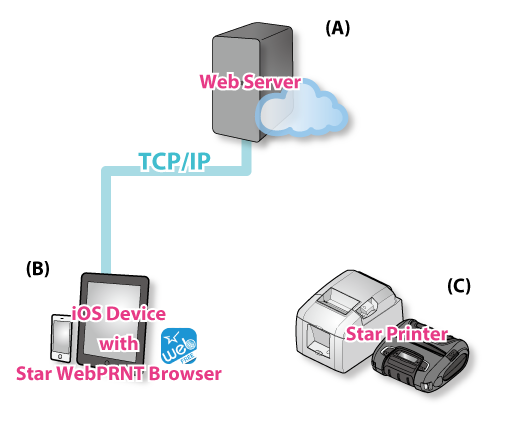 (A)
Web Server
TCP/IP
(B)
(C)
iOS Device
with
Star WebPRNT Browser
web
FREE
Star Printer